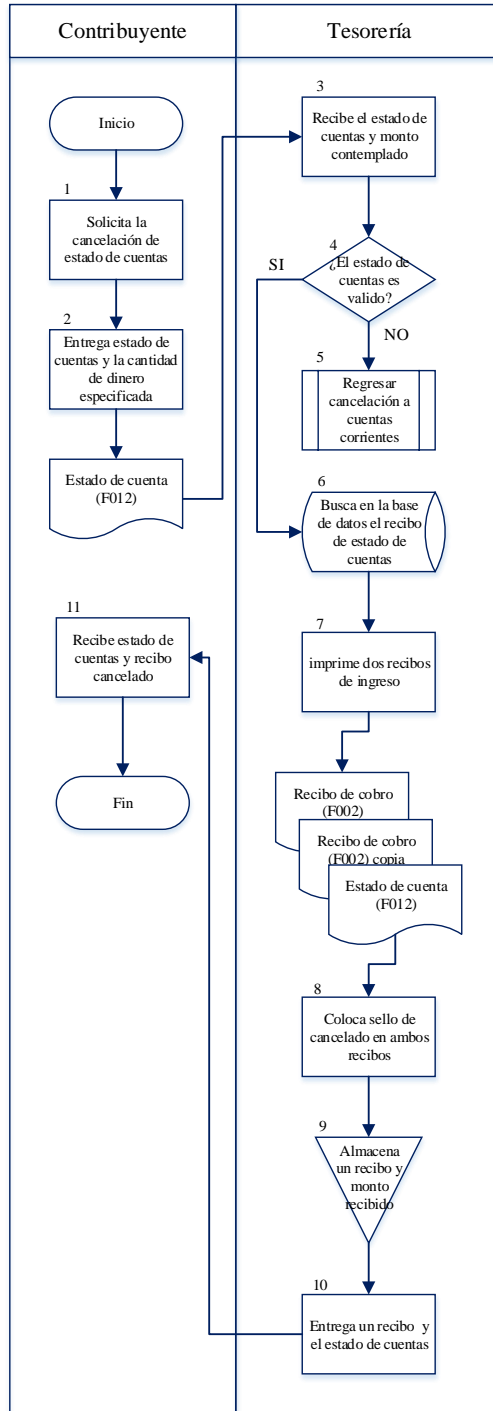 Contribuyente
Tesorería
Inicio
1
Solicita la
cancelación de
estado de cuentas
2
Entrega estado de
cuentas y la cantidad
de dinero
especificada
Estado de cuenta
(F012)
3
Recibe el estado de
cuentas y monto
contemplado
4
¿El estado de
cuentas es
valido?
SI
NO
5
Regresar
cancelación a
cuentas
corrientes
6
Busca en la base
de datos el recibo
de estado de
cuentas
7
imprime dos recibos
de ingreso
Recibo de cobro
(F002)
Recibo de cobro
(F002) copia
Estado de cuenta
(F012)
8
Coloca sello de
cancelado en ambos
recibos
9
Almacena
un recibo y
monto
recibido
10
Entrega un recibo y
el estado de cuentas
11
Recibe estado de
cuentas y recibo
cancelado
Fin